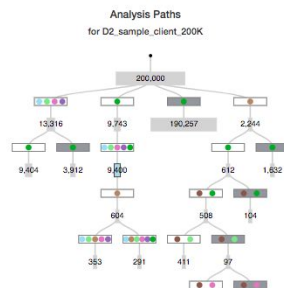 Analysis Paths
for D2_sample_client_200K
200,000
13,316 9,743 190,257 2,244
9,404 3,912 9,400 612 1,632
604 508 104
353 291 411 97